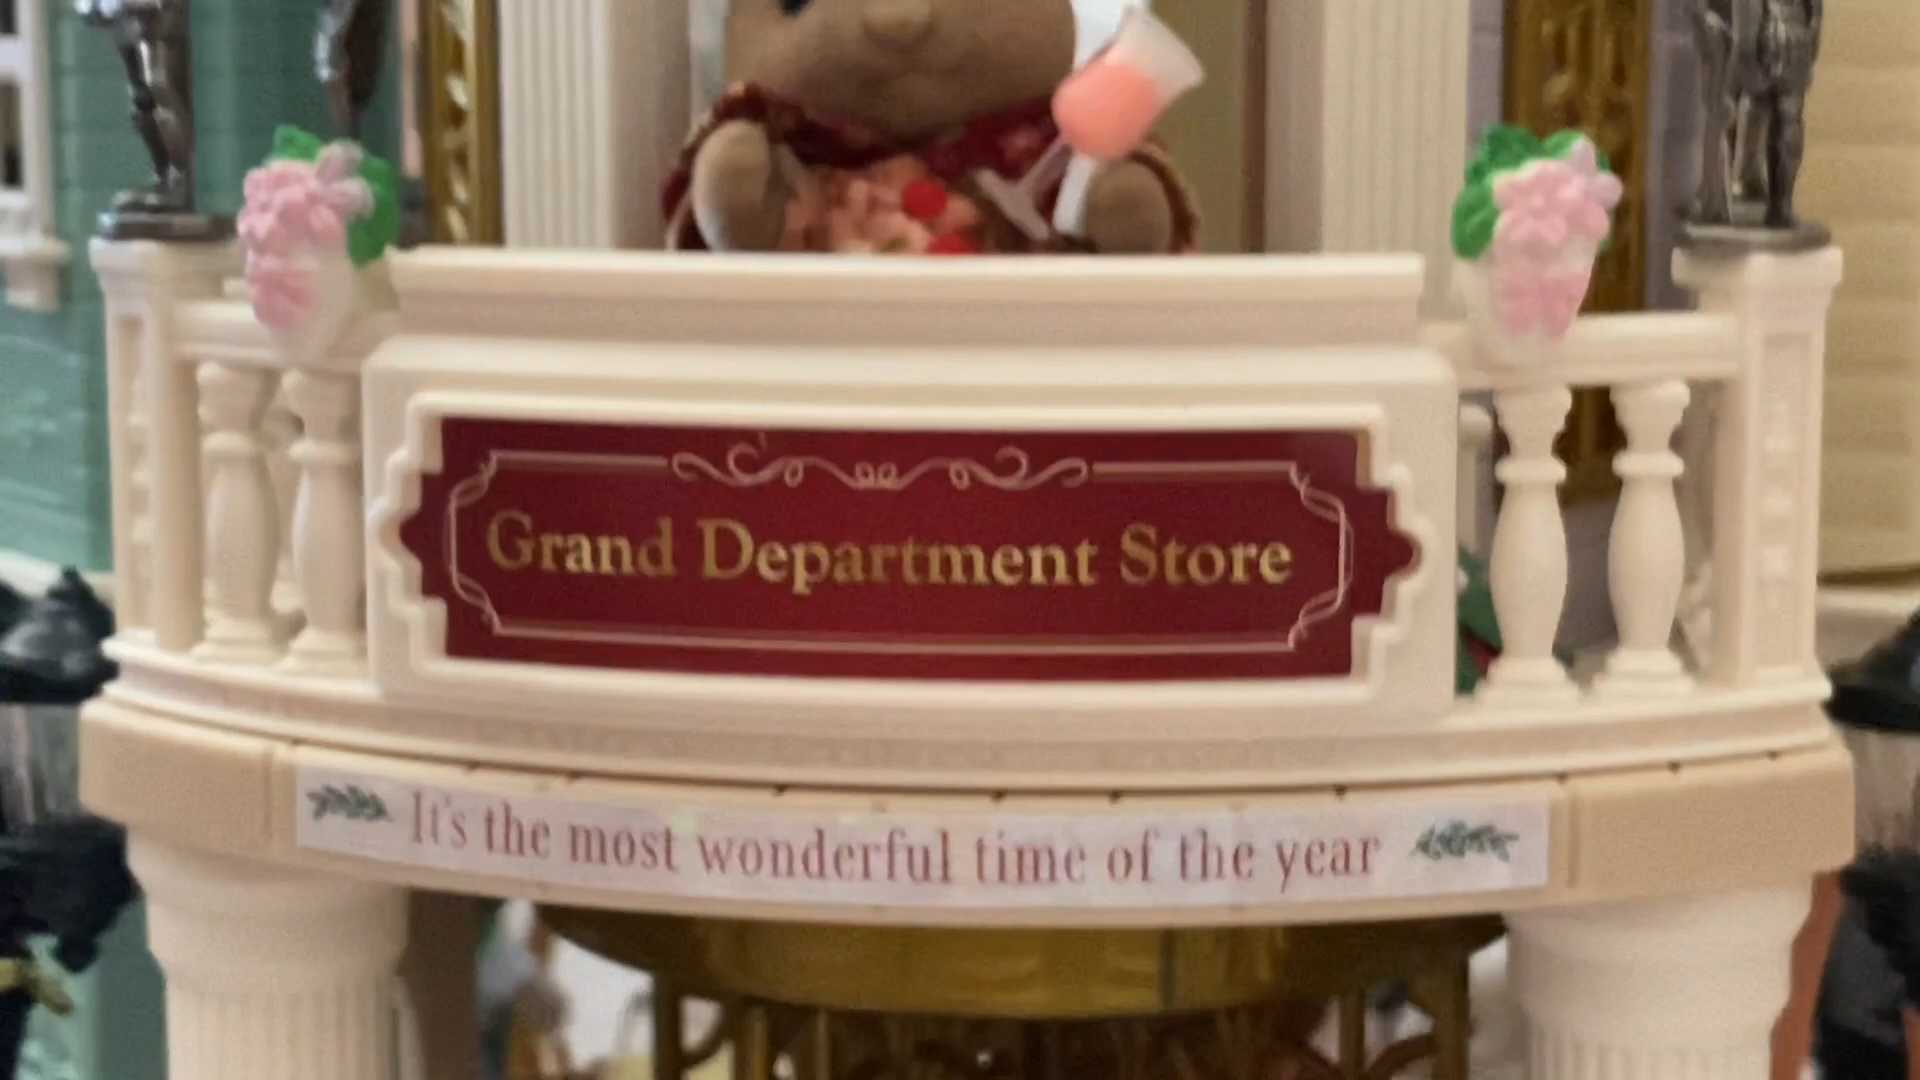 Grand Department Store
It's the most wonderful time of the year